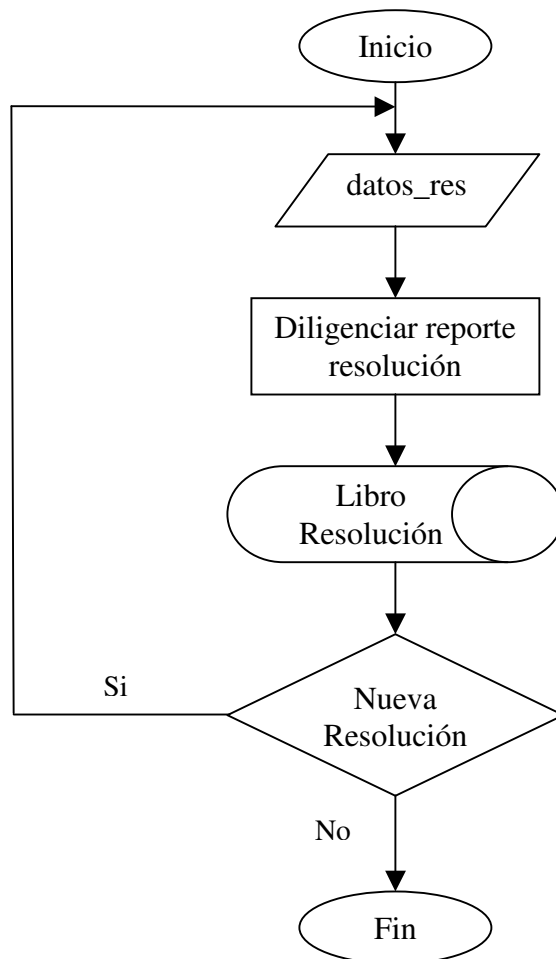 Inicio
datos_res
Diligenciar reporte
resolución
Libro
Resolución
Si
Nueva
Resolución
No
Fin